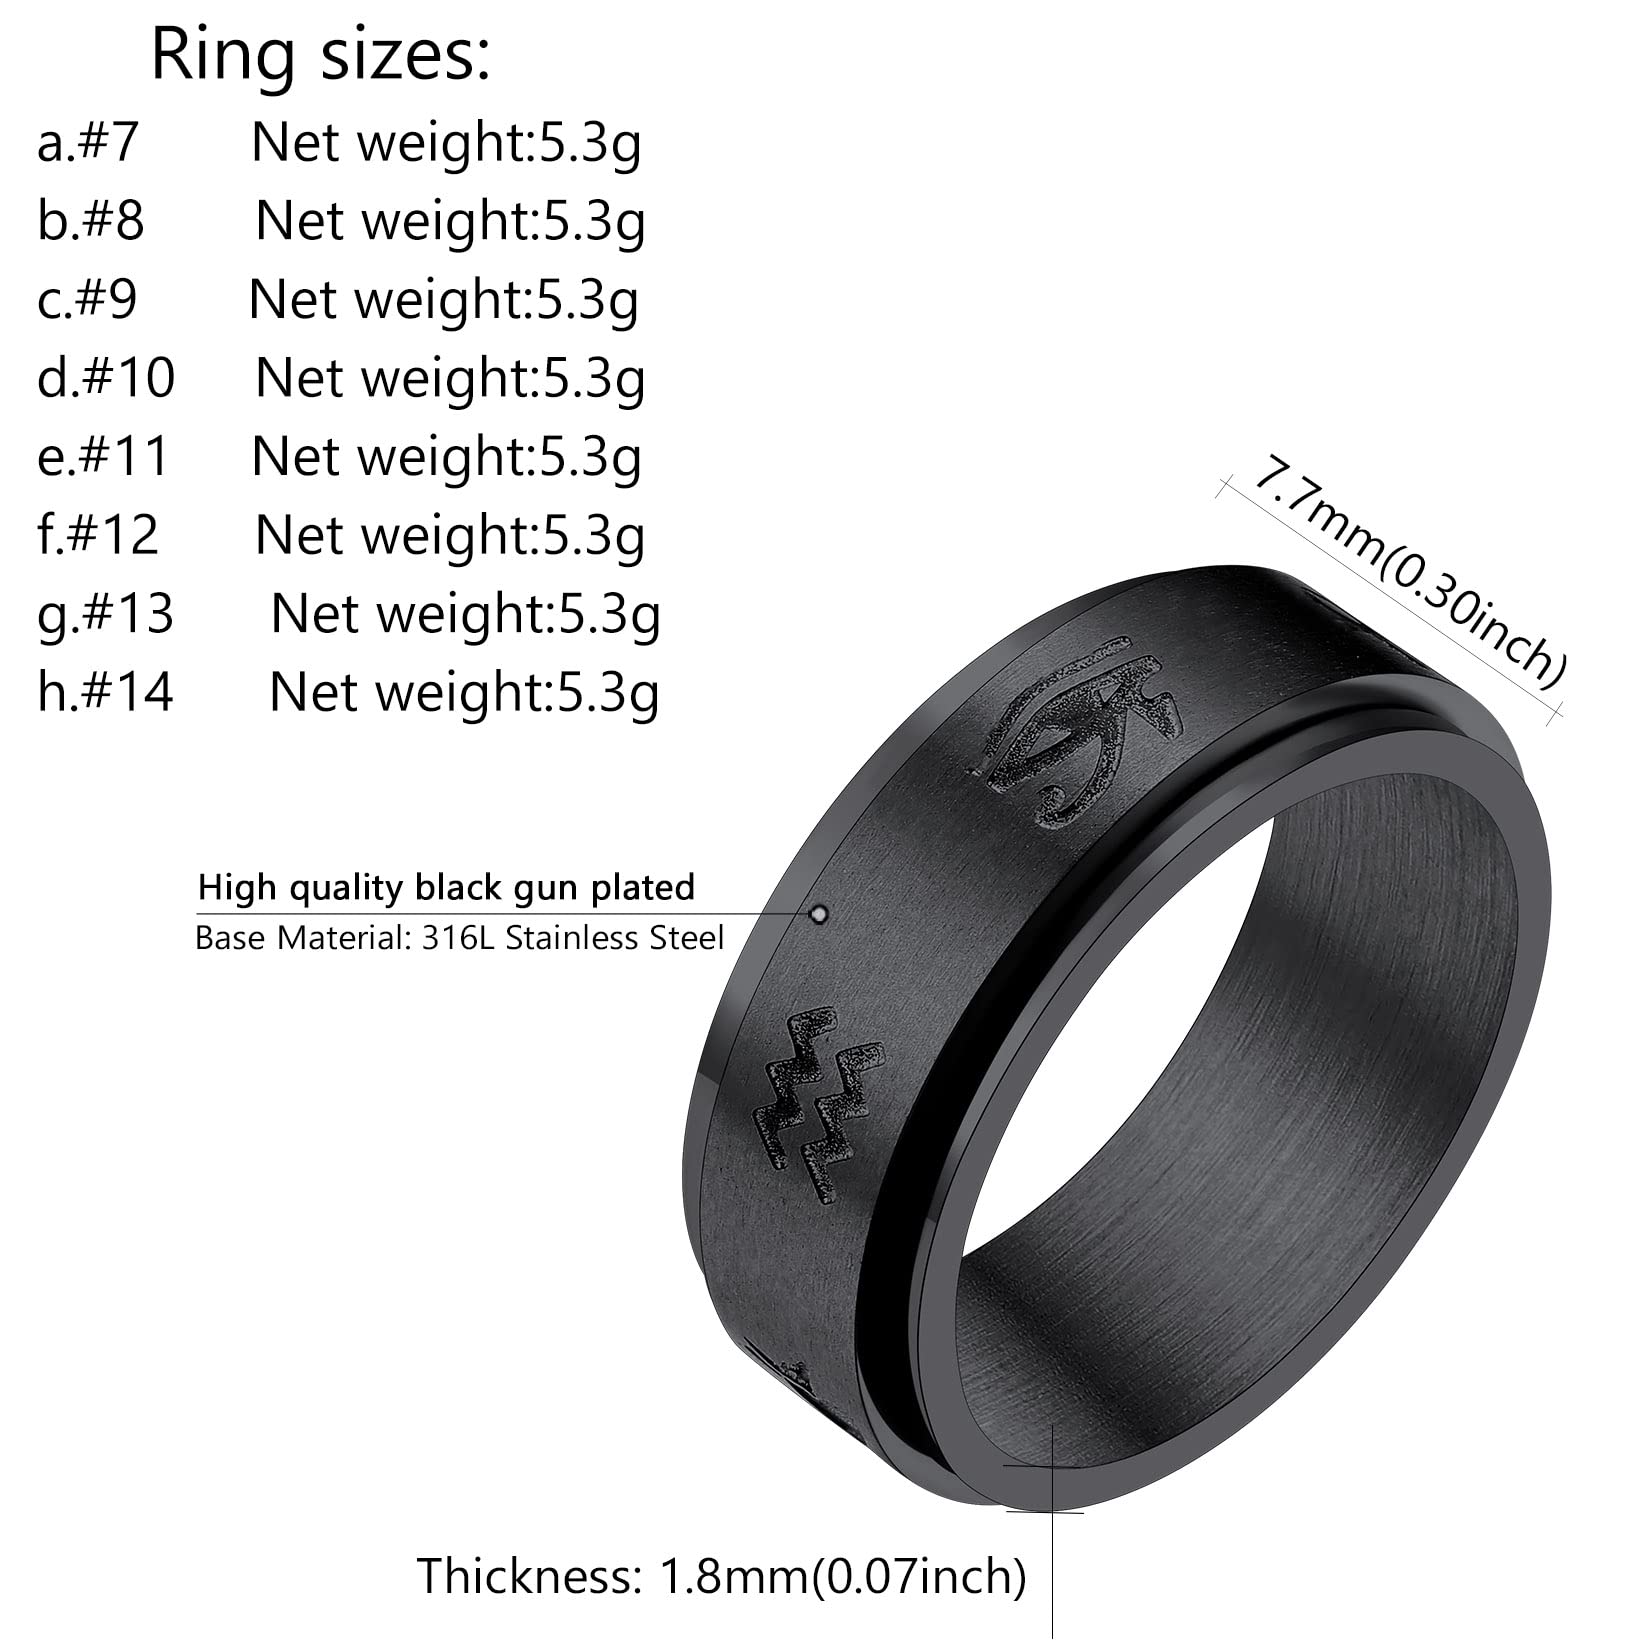 Ring sizes:
a.#7 Net weight:5.3g
b.#8 Net weight:5.3g
c.#9 Net weight:5.3g
d.#10 Net weight:5.3g
e.#11 Net weight:5.3g
f.#12 Net weight:5.3g
g.#13 Net weight:5.3g
h.#14 Net weight:5.3g
7.7mm(0.30inch)
High quality black gun plated
Base Material: 316L Stainless Steel
Thickness: 1.8mm(0.07inch)